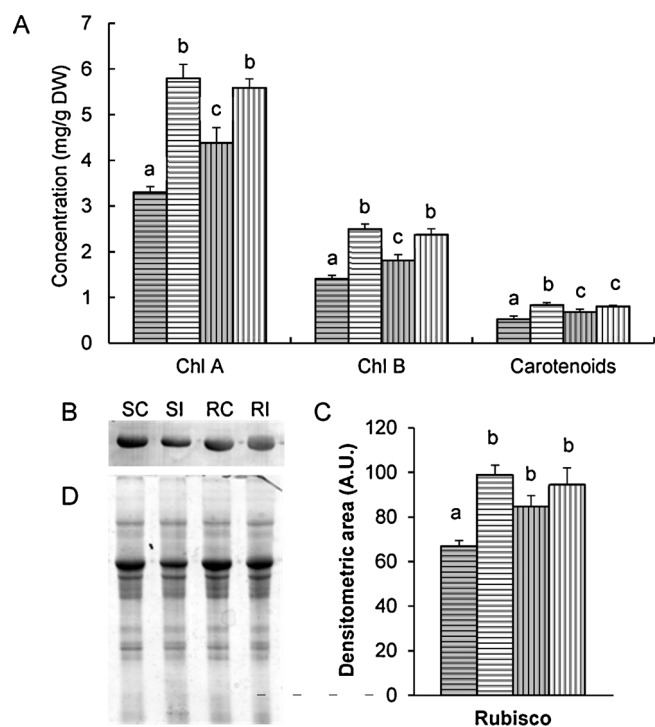 A
Concentration (mg/g DW)
7
6
5
4
3
2
1
0
a
b
c
b
a
b
c
b
a
b
c
c
Chl A
Chl B
Carotenoids
B
SC SI RC RI
D
C
Densitometric area (A.U.)
120
100
80
60
40
20
0
a
b
b
b
Rubisco